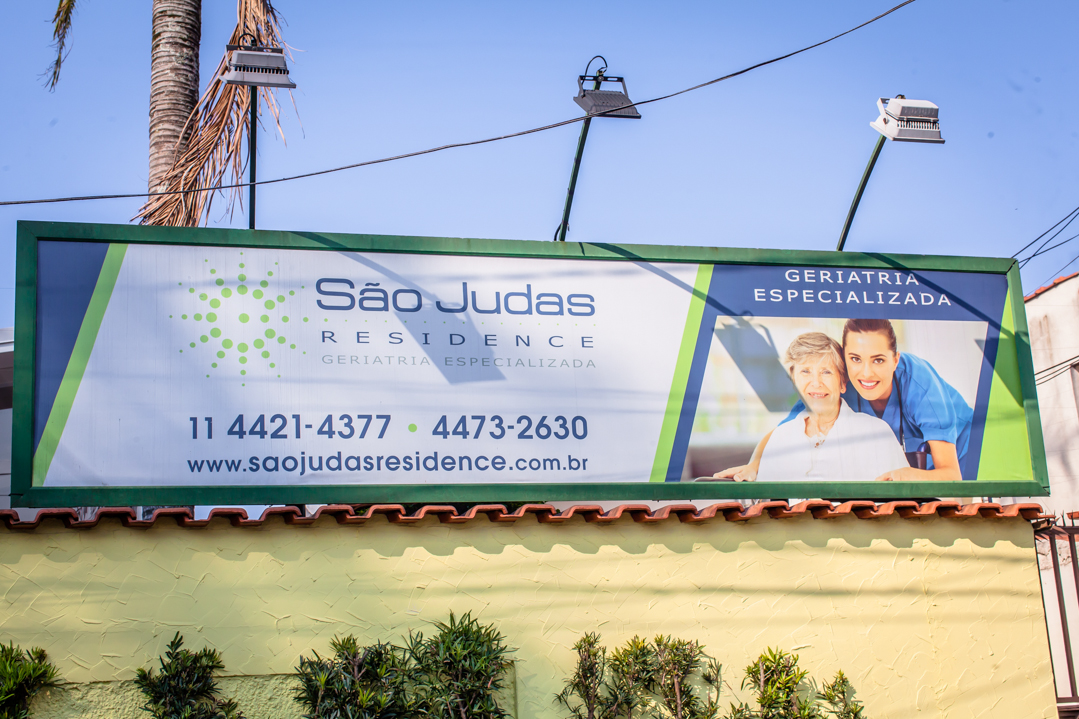 São Judas
RESIDENCE
GERIATRIA ESPECIALIZADA
11 4421-4377 • 4473-2630
www.saojudasresidence.com.br
GERIATRIA
ESPECIALIZADA